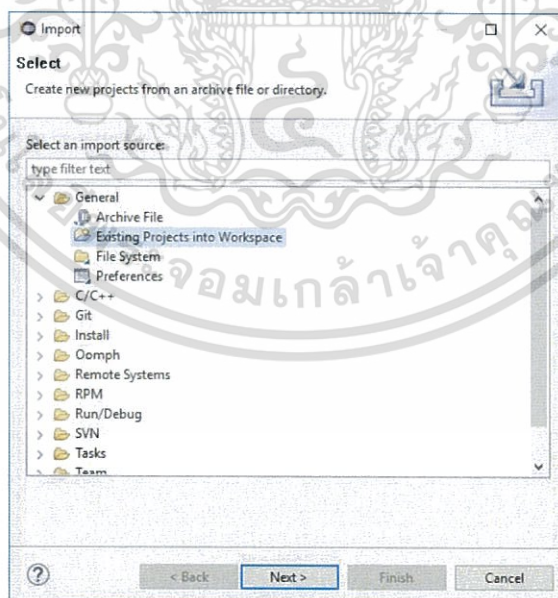 Import
Select
Create new projects from an archive file or directory.
Select an import source:
type filter text
General
Archive File
Existing Projects into Workspace
File System
Preferences
C/C++
Git
Install
Oomph
Remote Systems
RPM
Run/Debug
SVN
Tasks
Team
< Back
Next >
Finish
Cancel